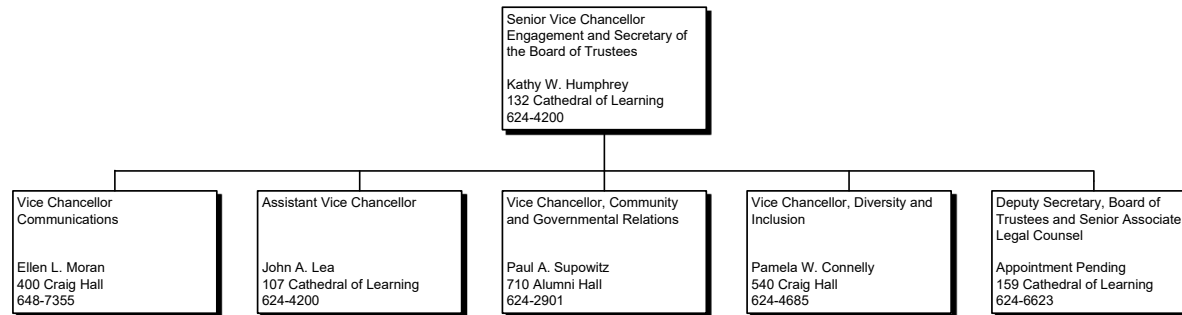 Senior Vice Chancellor
Engagement and Secretary of
the Board of Trustees
Kathy W. Humphrey
132 Cathedral of Learning
624-4200
Vice Chancellor
Communications
Ellen L. Moran
400 Craig Hall
648-7355
Assistant Vice Chancellor
John A. Lea
107 Cathedral of Learning
624-4200
Vice Chancellor, Community
and Governmental Relations
Paul A. Supowitz
710 Alumni Hall
624-2901
Vice Chancellor, Diversity and
Inclusion
Pamela W. Connelly
540 Craig Hall
624-4685
Deputy Secretary, Board of
Trustees and Senior Associate
Legal Counsel
Appointment Pending
159 Cathedral of Learning
624-6623